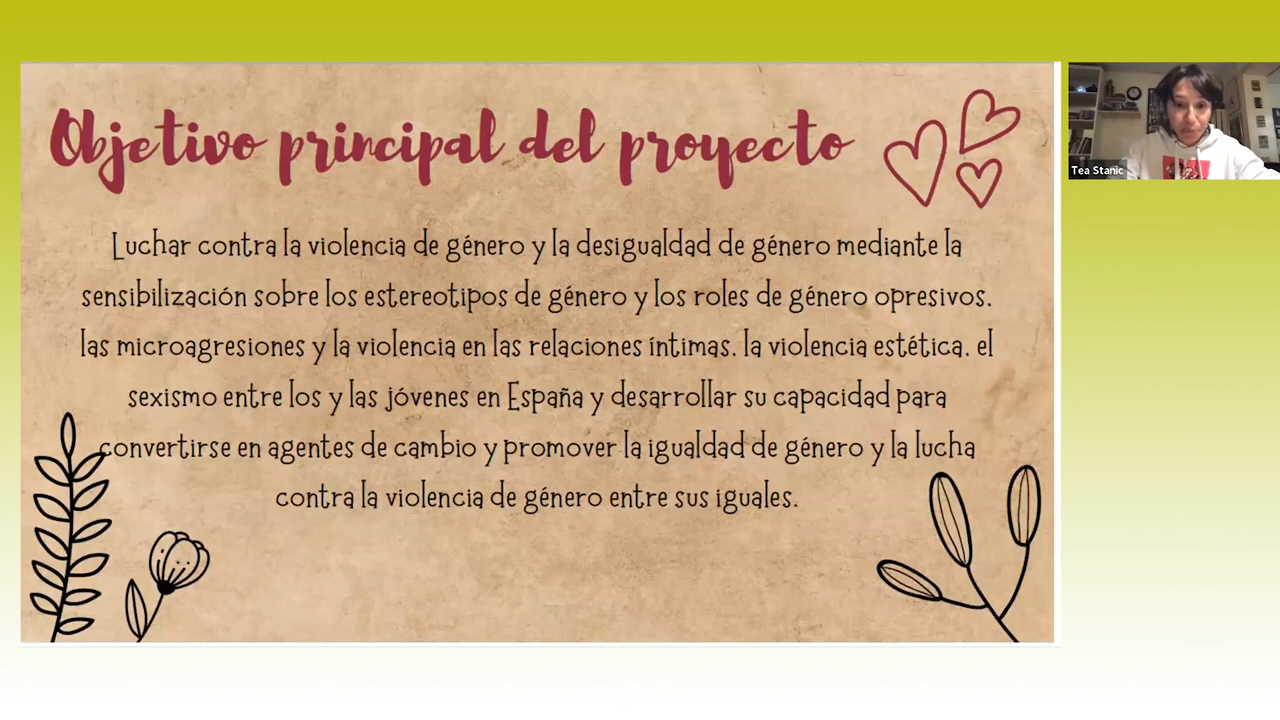 Objetivo principal del proyecto
Luchar contra la violencia de género y la desigualdad de género mediante la
sensibilización sobre los estereotipos de género y los roles de género opresivos,
las microagresiones y la violencia en las relaciones íntimas, la violencia estética, el
sexismo entre los y las jóvenes en España y desarrollar su capacidad para
convertirse en agentes de cambio y promover la igualdad de género y la lucha
contra la violencia de género entre sus iguales.
Tea Stanic